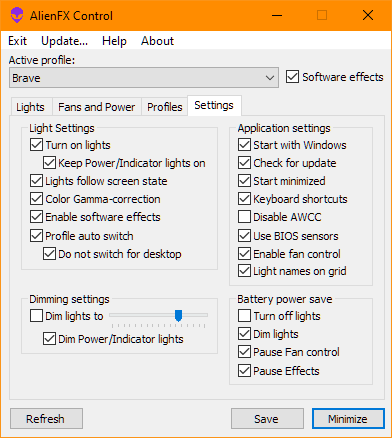 AlienFX Control
Exit Update... Help About
Active profile:
Brave
Software effects
Lights Fans and Power Profiles Settings
Light Settings
Turn on lights
Keep Power/Indicator lights on
Lights follow screen state
Color Gamma-correction
Enable software effects
Profile auto switch
Do not switch for desktop
Application settings
Start with Windows
Check for update
Start minimized
Keyboard shortcuts
Disable AWCC
Use BIOS sensors
Enable fan control
Light names on grid
Dimming settings
Dim lights to
Dim Power/Indicator lights
Battery power save
Turn off lights
Dim lights
Pause Fan control
Pause Effects
Refresh Save Minimize